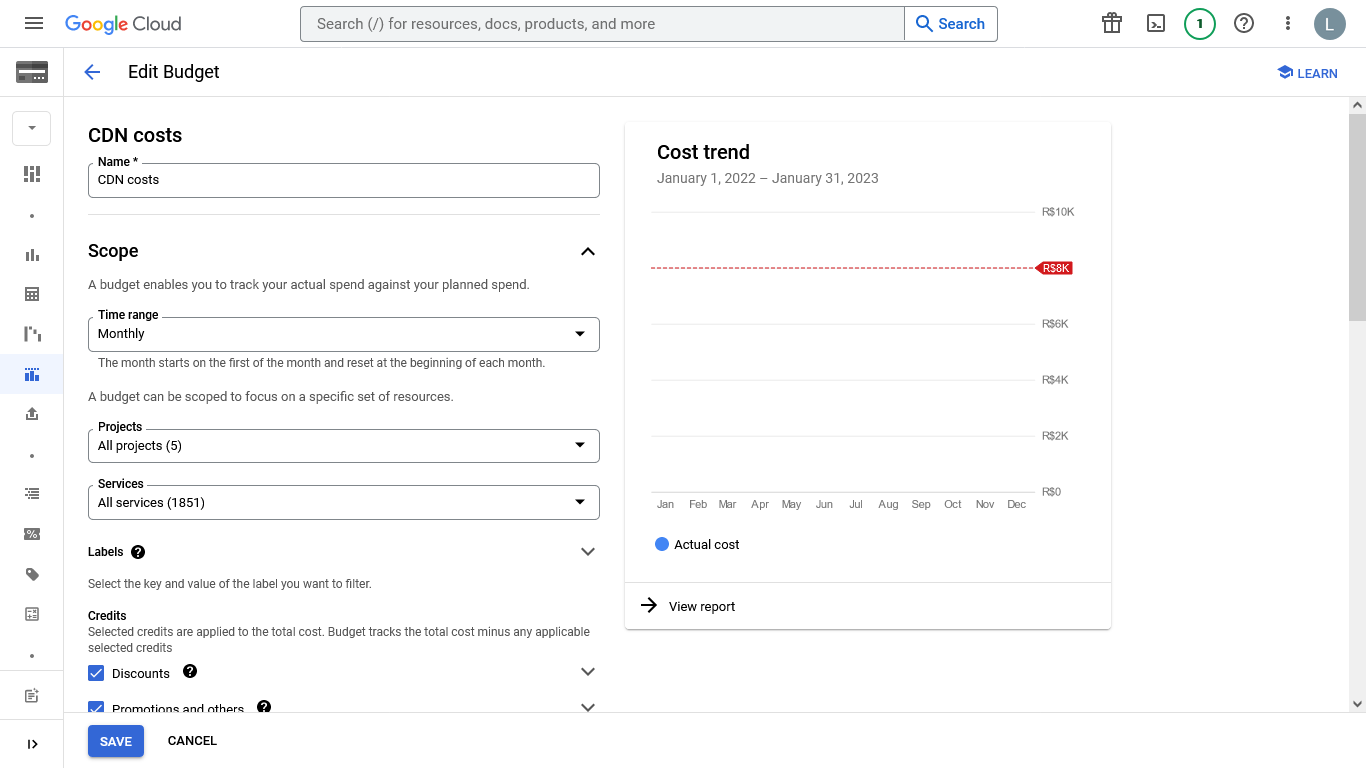 Google Cloud
Search (/) for resources, docs, products, and more
Search
1
L
Edit Budget
LEARN
CDN costs
Name *
CDN costs
Scope
A budget enables you to track your actual spend against your planned spend.
Time range
Monthly
The month starts on the first of the month and reset at the beginning of each month.
A budget can be scoped to focus on a specific set of resources.
Projects
All projects (5)
Services
All services (1851)
Labels
Select the key and value of the label you want to filter.
Credits
Selected credits are applied to the total cost. Budget tracks the total cost minus any applicable
selected credits
Discounts
Promotions and others
SAVE
CANCEL
Cost trend
January 1, 2022 – January 31, 2023
R$10K
R$8K
R$6K
R$4K
R$2K
R$0
Jan Feb Mar Apr May Jun Jul Aug Sep Oct Nov Dec
Actual cost
View report